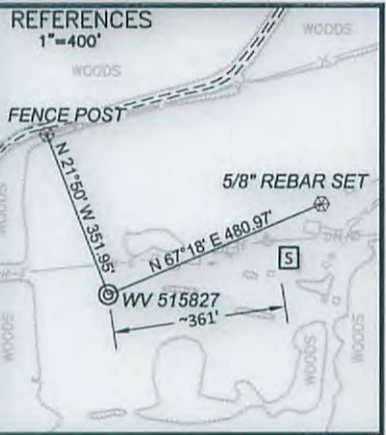 REFERENCES
1"=400'
WOODS
WOODS
FENCE POST
N 21°50' W 351.95'
5/8" REBAR SET
N 67°18' E 480.97'
WOODS
S
WV 515827
~361'
WOODS
WOODS
WOODS